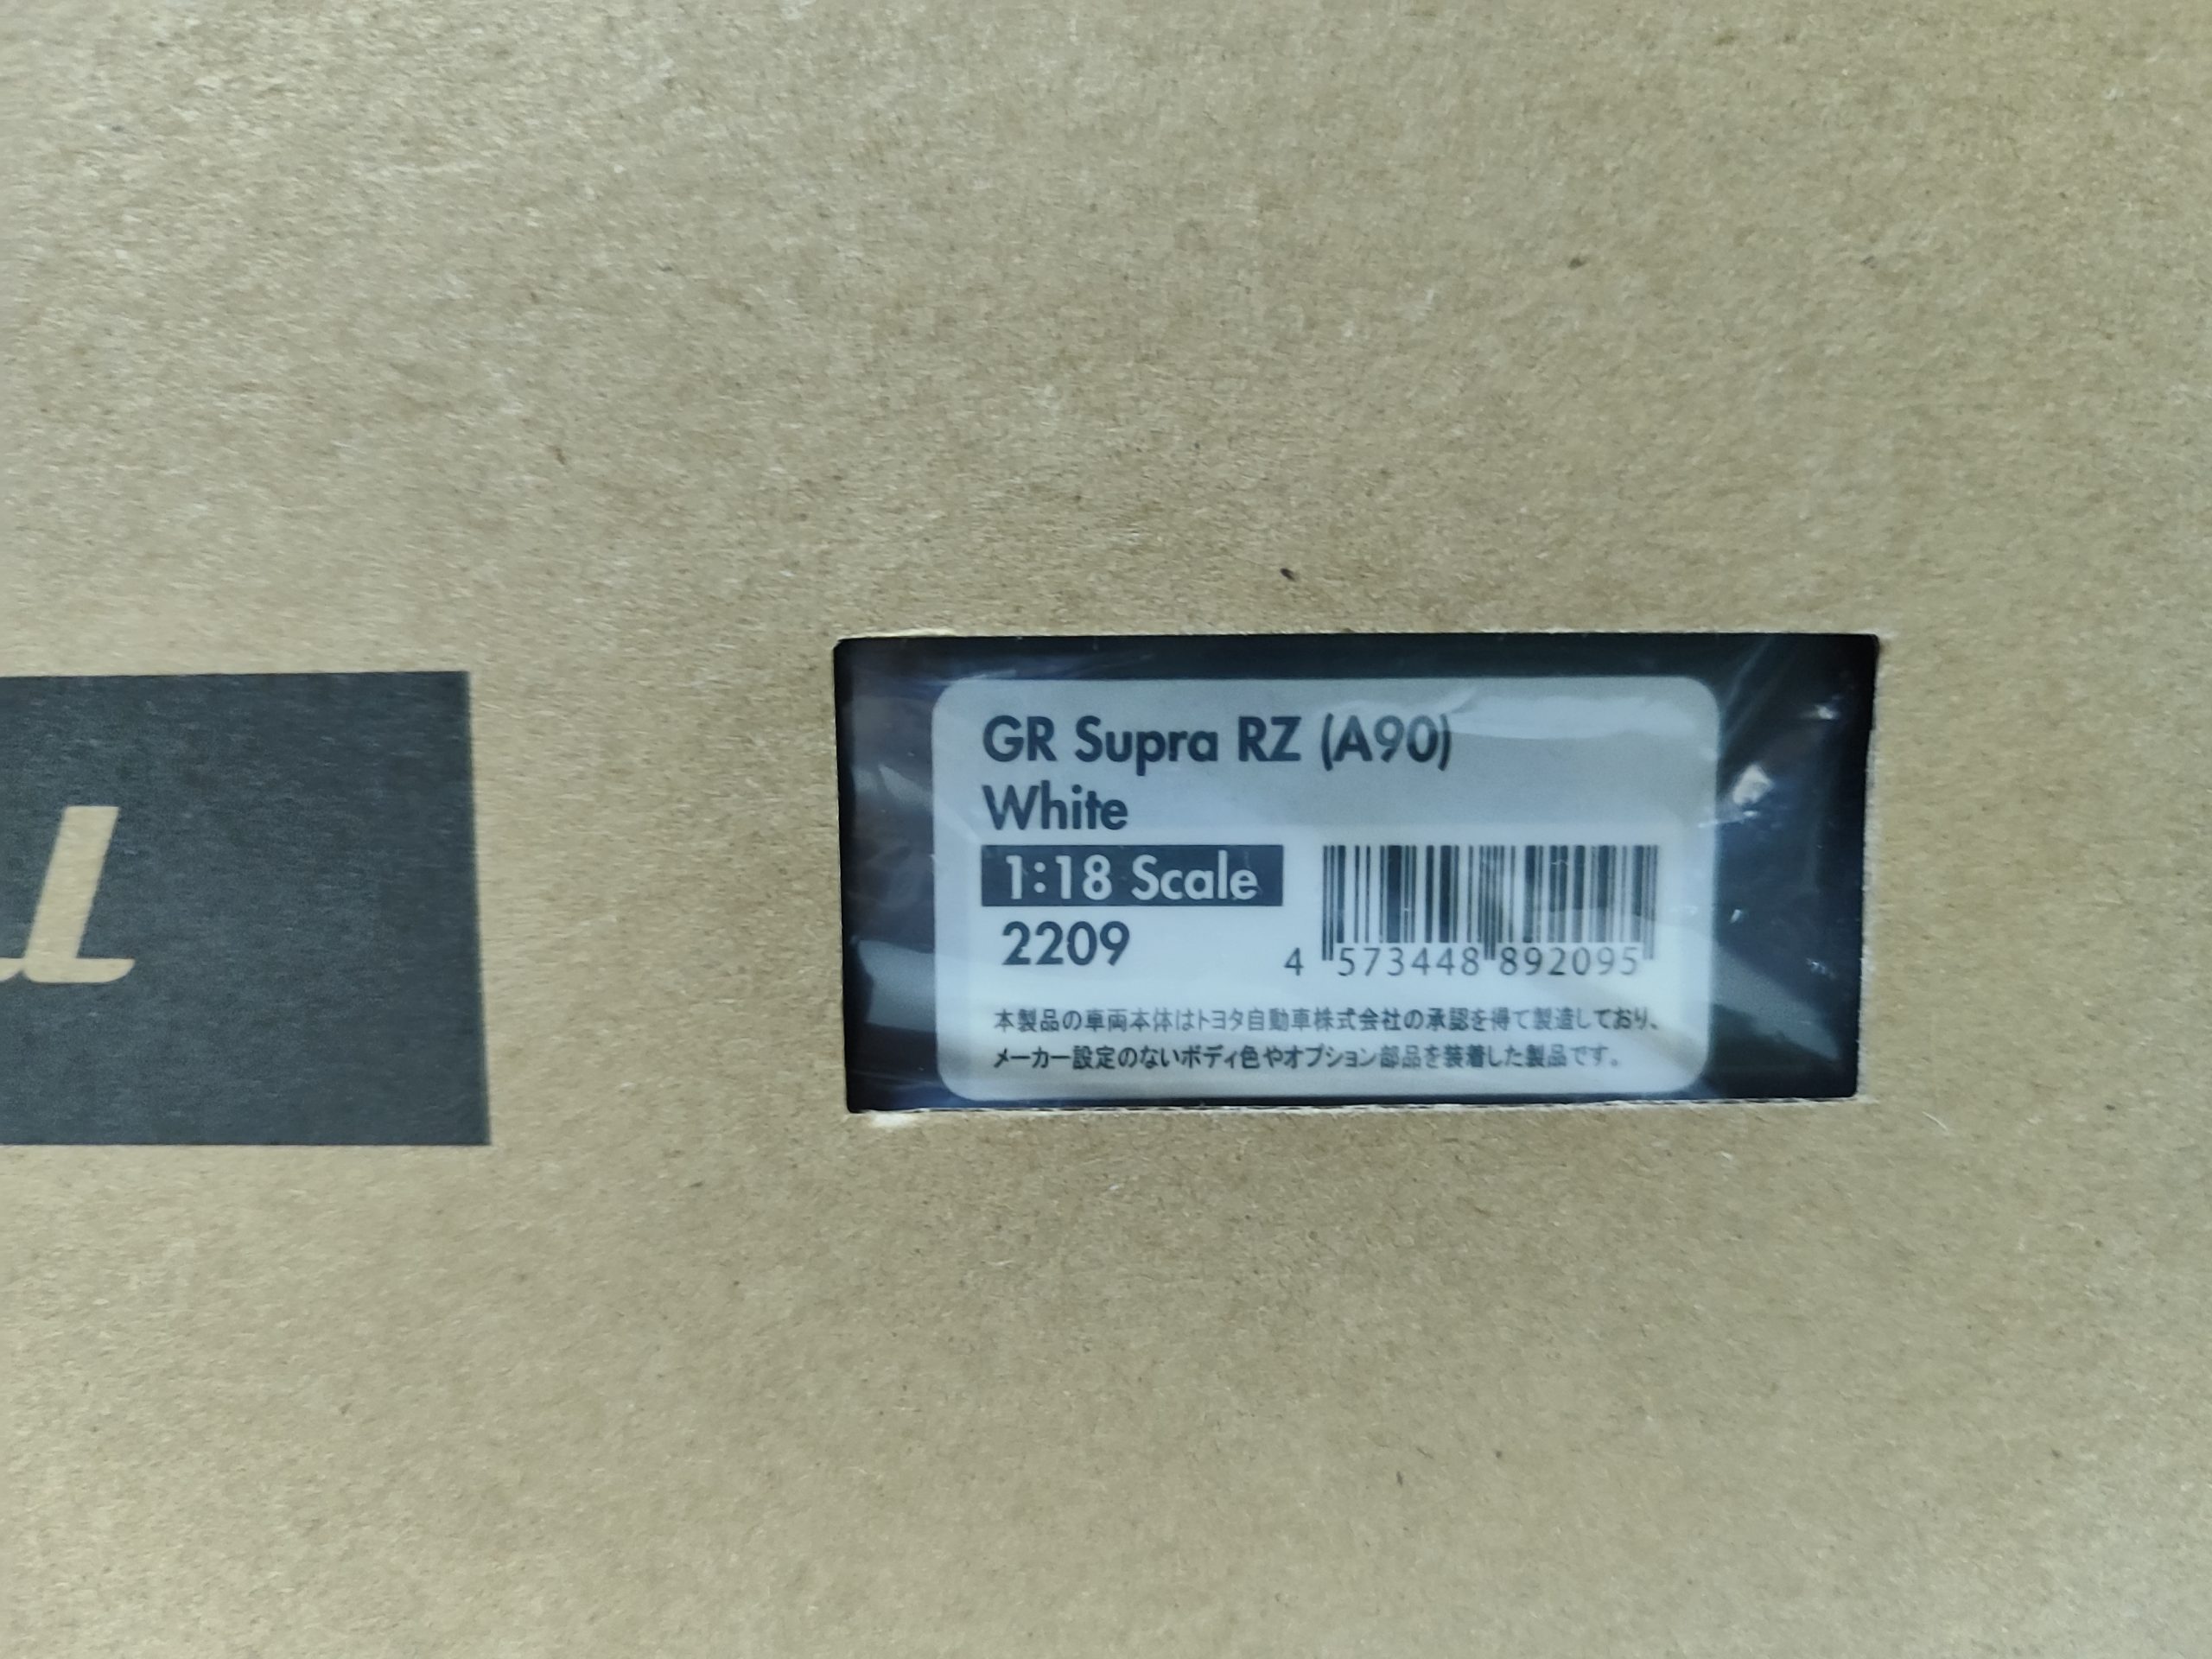 GR Supra RZ (A90)
White
1:18 Scale
2209
4 573448 892095
本製品の車両本体はトヨタ自動車株式会社の承認を得て製造しており、
メーカー設定のないボディ色やオプション部品を装着した製品です。